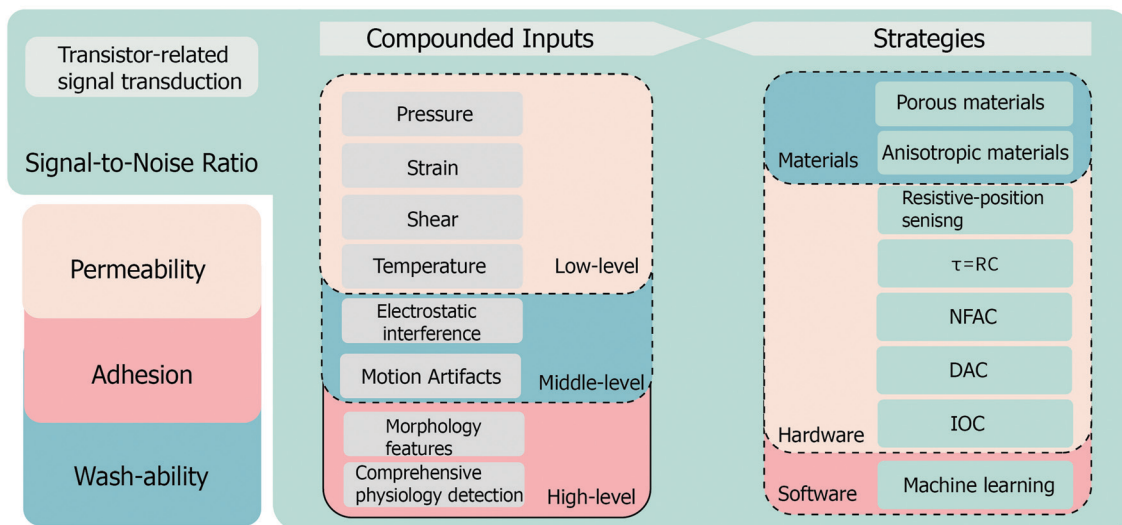 Transistor-related
signal transduction
Signal-to-Noise Ratio
Permeability
Adhesion
Wash-ability
Compounded Inputs
Pressure
Strain
Shear
Temperature
Low-level
Electrostatic
interference
Motion Artifacts
Middle-level
Morphology
features
Comprehensive
physiology detection
High-level
Strategies
Porous materials
Materials
Anisotropic materials
Resistive-position
senisng
τ=RC
NFAC
DAC
IOC
Hardware
Software
Machine learning